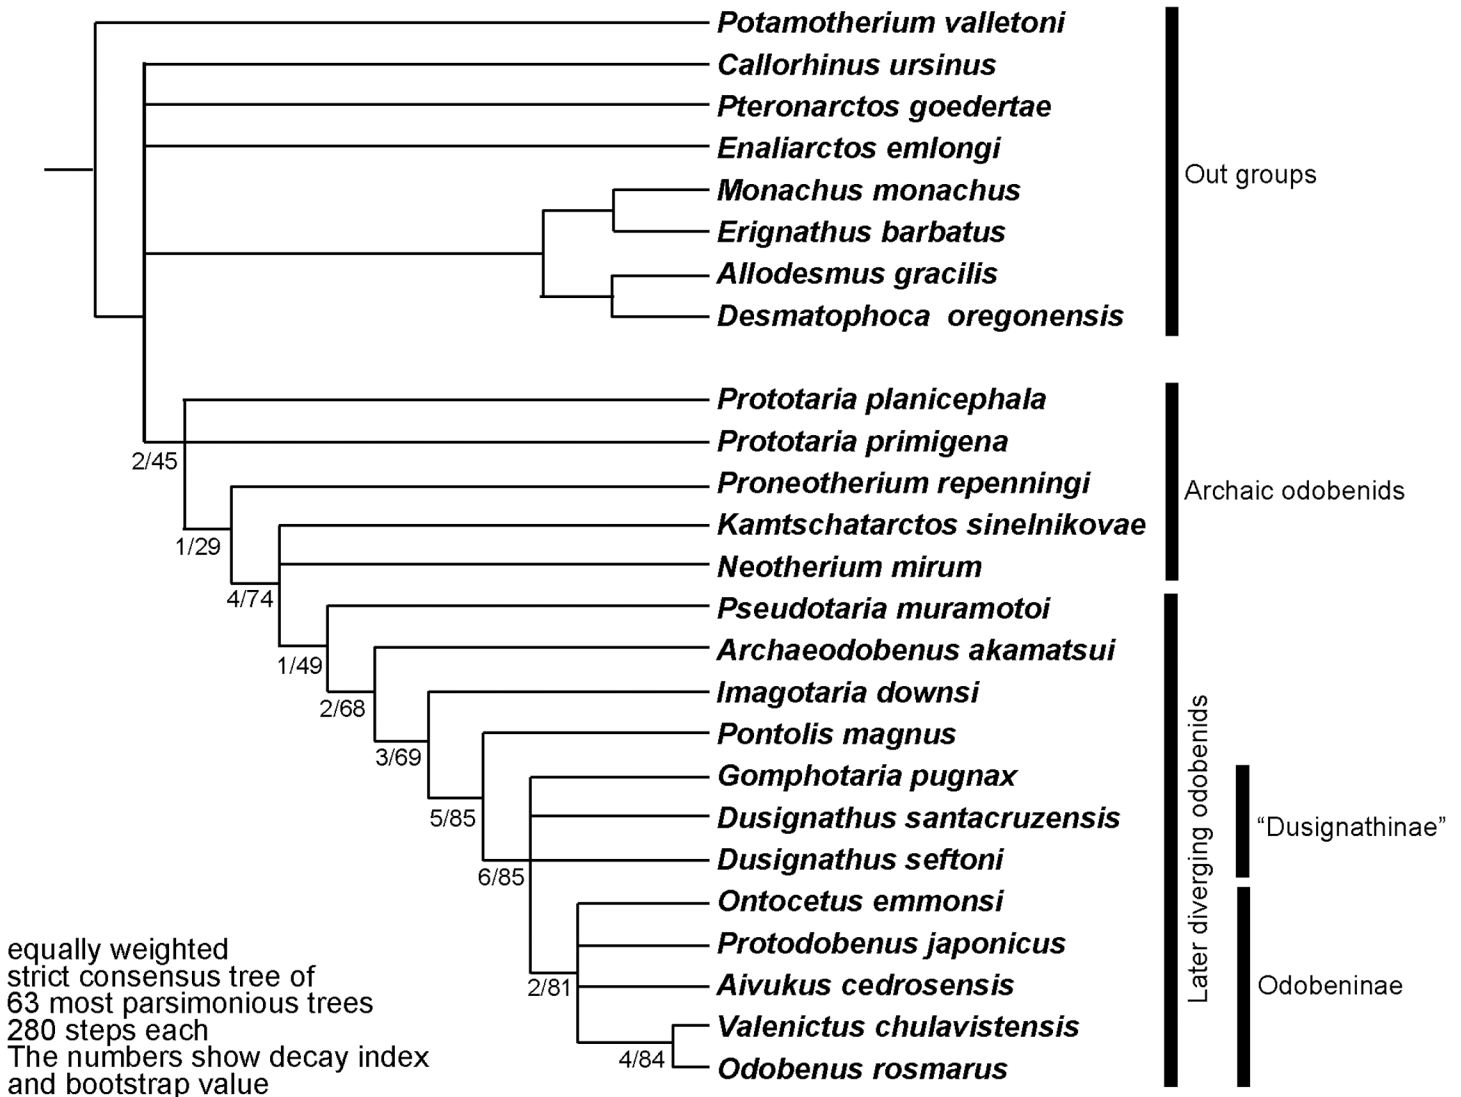 Potamotherium valletoni
Callorhinus ursinus
Pteronarctos goedertae
Enaliarctos emlongi
Monachus monachus
Out groups
Erignathus barbatus
Allodesmus gracilis
Desmatophoca oregonensis
Prototaria planicephala
Prototaria primigena
2/45
Proneotherium repenningi
Archaic odobenids
Kamtschatarctos sinelnikovae
1/29
Neotherium mirum
4/74
Pseudotaria muramotoi
Archaeodobenus akamatsui
1/49
Imagotaria downsi
2/68
Pontolis magnus
3/69
Gomphotaria pugnax
Dusignathus santacruzensis
5/85
“Dusignathinae”
Later diverging odobenids
Dusignathus seftoni
6/85
Ontocetus emmonsi
Protodobenus japonicus
Aivukus cedrosensis
2/81
Odobeninae
Valenictus chulavistensis
4/84
Odobenus rosmarus
equally weighted
strict consensus tree of
63 most parsimonious trees
280 steps each
The numbers show decay index
and bootstrap value